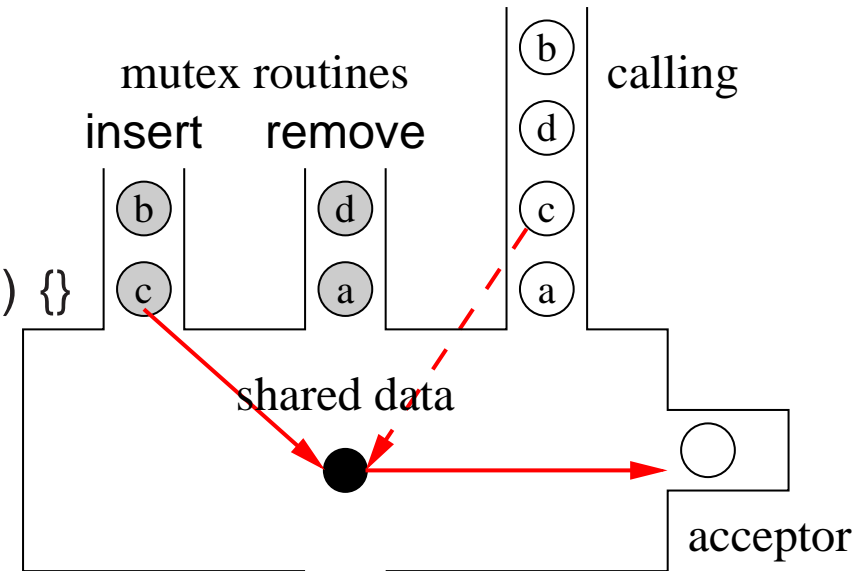 b
mutex routines calling
insert remove d
b d c
) {} c a a
shared data
acceptor